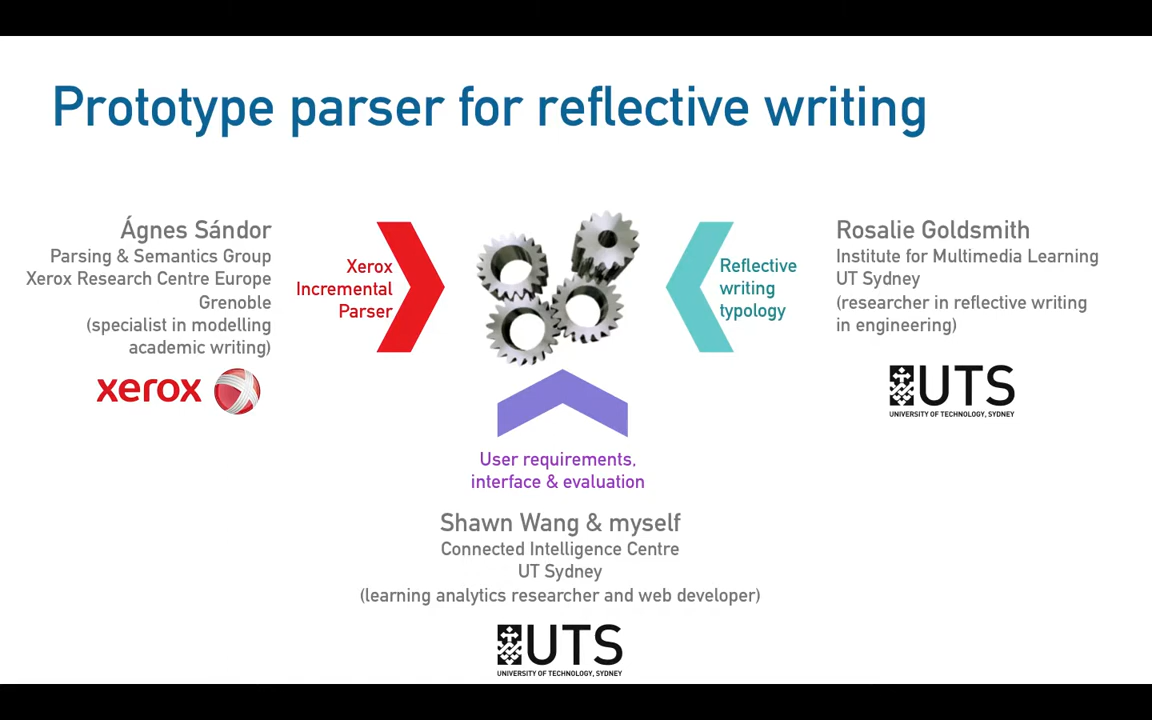 Prototype parser for reflective writing
Ágnes Sándor
Parsing & Semantics Group
Xerox Research Centre Europe
Grenoble
(specialist in modelling
academic writing)
xerox
Xerox
Incremental
Parser
Reflective
writing
typology
Rosalie Goldsmith
Institute for Multimedia Learning
UT Sydney
(researcher in reflective writing
in engineering)
UTS
UNIVERSITY OF TECHNOLOGY, SYDNEY
User requirements,
interface & evaluation
Shawn Wang & myself
Connected Intelligence Centre
UT Sydney
(learning analytics researcher and web developer)
UTS
UNIVERSITY OF TECHNOLOGY, SYDNEY